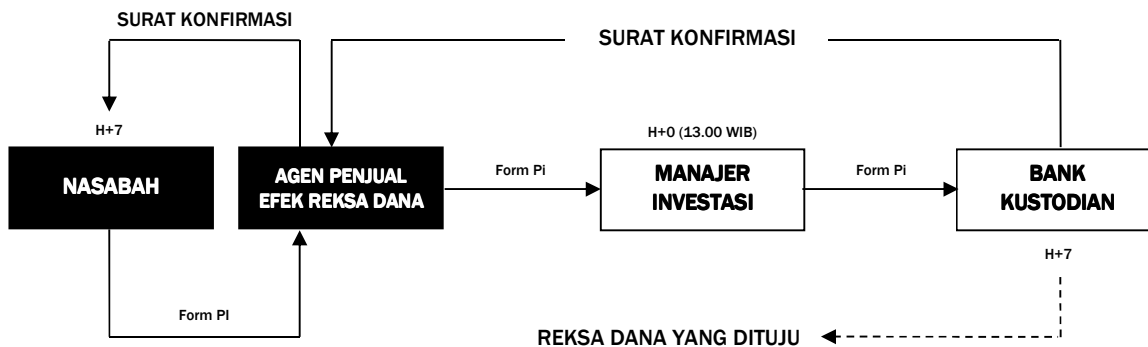 SURAT KONFIRMASI
SURAT KONFIRMASI
H+7
H+0 (13.00 WIB)
NASABAH
AGEN PENJUAL
EFEK REKSA DANA
Form Pi
MANAJER
INVESTASI
Form Pi
BANK
KUSTODIAN
H+7
Form PI
REKSA DANA YANG DITUJU